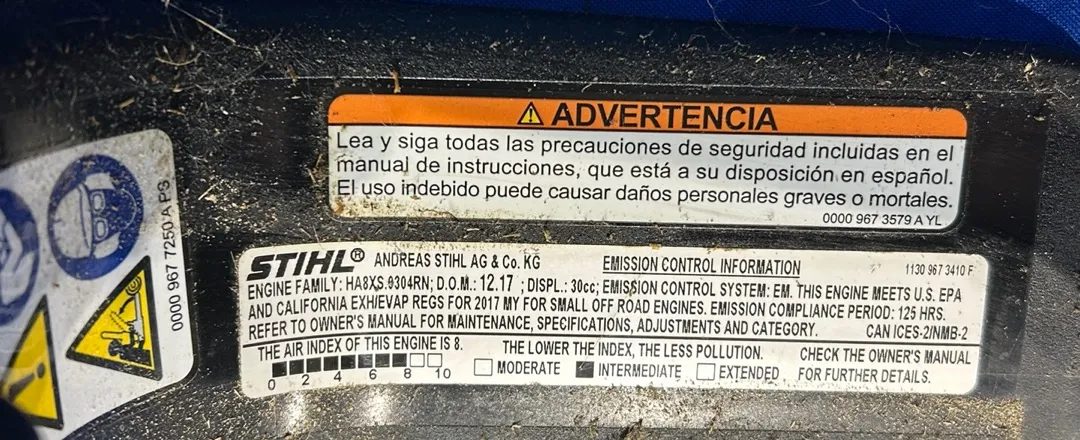 ADVERTENCIA
Lea y siga todas las precauciones de seguridad incluidas en el
manual de instrucciones, que está a su disposición en español.
El uso indebido puede causar daños personales graves o mortales.
0000 967 3579 A YL
0000 967 7250 A PS
STIHL® ANDREAS STIHL AG & Co. KG EMISSION CONTROL INFORMATION 1130 967 3410 F
ENGINE FAMILY: HA8XS.0304RN; D.O.M.: 12.17 ; DISPL.: 30cc; EMISSION CONTROL SYSTEM: EM. THIS ENGINE MEETS U.S. EPA
AND CALIFORNIA EXH/EVAP REGS FOR 2017 MY FOR SMALL OFF ROAD ENGINES. EMISSION COMPLIANCE PERIOD: 125 HRS.
REFER TO OWNER'S MANUAL FOR MAINTENANCE, SPECIFICATIONS, ADJUSTMENTS AND CATEGORY. CAN ICES-2/NMB-2
THE AIR INDEX OF THIS ENGINE IS 8. THE LOWER THE INDEX, THE LESS POLLUTION. CHECK THE OWNER'S MANUAL
0 2 4 6 8 10 MODERATE INTERMEDIATE EXTENDED FOR FURTHER DETAILS.